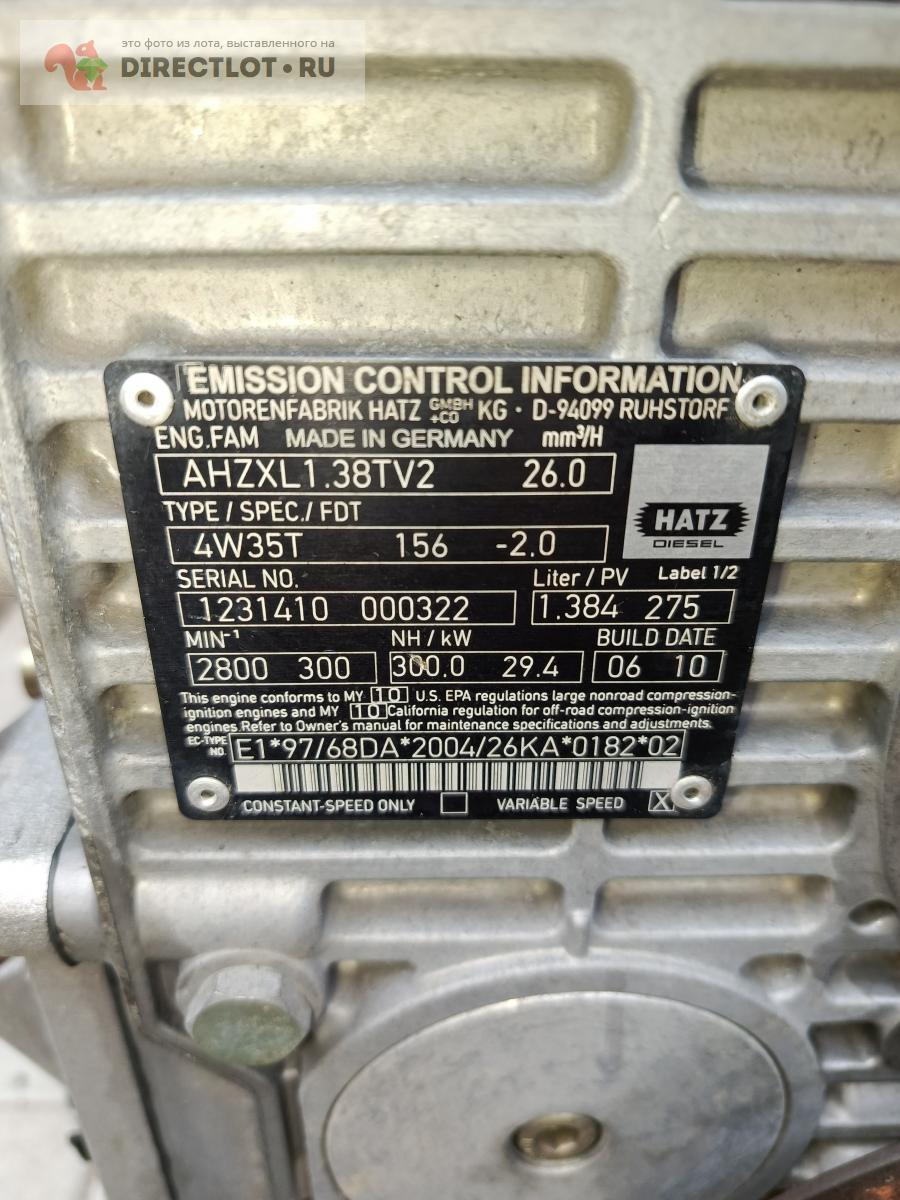 это фото из лота, выставленного на
DIRECTLOT.RU
EMISSION CONTROL INFORMATION
MOTORENFABRIK HATZ GMBH +CO KG · D-94099 RUHSTORF
ENG.FAM MADE IN GERMANY mm³/H
AHZXL1.38TV2 26.0
TYPE / SPEC./ FDT
HATZ
DIESEL
4W35T 156 -2.0
SERIAL NO. Liter / PV Label 1/2
1231410 000322 1.384 275
MIN-¹ NH / kW BUILD DATE
2800 300 300.0 29.4 06 10
This engine conforms to MY 10 U.S. EPA regulations large nonroad compression-
ignition engines and MY 10 California regulation for off-road compression-ignition
engines. Refer to Owner's manual for maintenance specifications and adjustments.
EC-TYPE NO. E1*97/68DA*2004/26KA*0182*02
CONSTANT-SPEED ONLY VARIABLE SPEED X